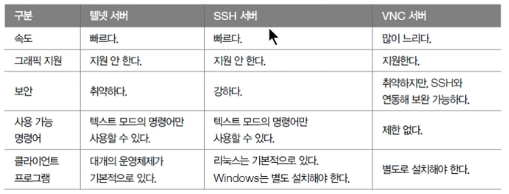 구분 텔넷 서버 SSH 서버 VNC 서버
속도 빠르다. 빠르다. 많이 느리다.
그래픽 지원 지원 안 한다. 지원 안 한다. 지원한다.
보안 취약하다. 강하다. 취약하지만, SSH와
연동해 보완 가능하다.
사용 가능
명령어
텍스트 모드의 명령어만
사용할 수 있다.
텍스트 모드의 명령어만
사용할 수 있다.
제한 없다.
클라이언트
프로그램
대개의 운영체제가
기본적으로 있다.
리눅스는 기본적으로 있다.
Windows는 별도 설치해야 한다.
별도로 설치해야 한다.